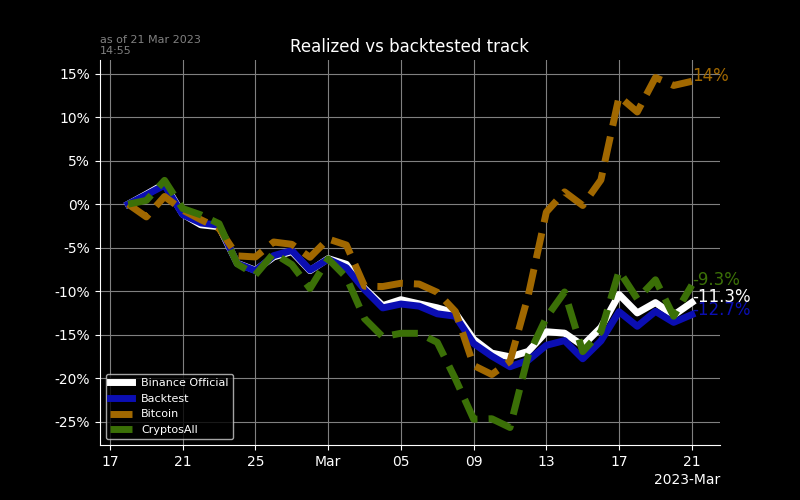 as of 21 Mar 2023
14:55
Realized vs backtested track
15%
10%
5%
0%
-5%
-10%
-15%
-20%
-25%
14%
-9.3%
-11.3%
-12.7%
Binance Official
Backtest
Bitcoin
CryptosAll
17 21 25 Mar 05 09 13 17 21
2023-Mar